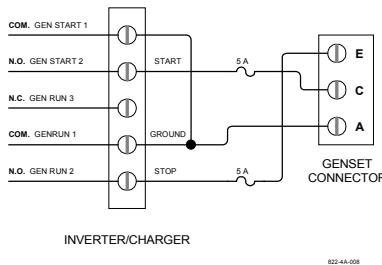 COM. GEN START 1
N.O. GEN START 2 START 5 A
N.C. GEN RUN 3
COM. GENRUN 1 GROUND
N.O. GEN RUN 2 STOP 5 A
E
C
A
GENSET
CONNECTOR
INVERTER/CHARGER
822-4A-008